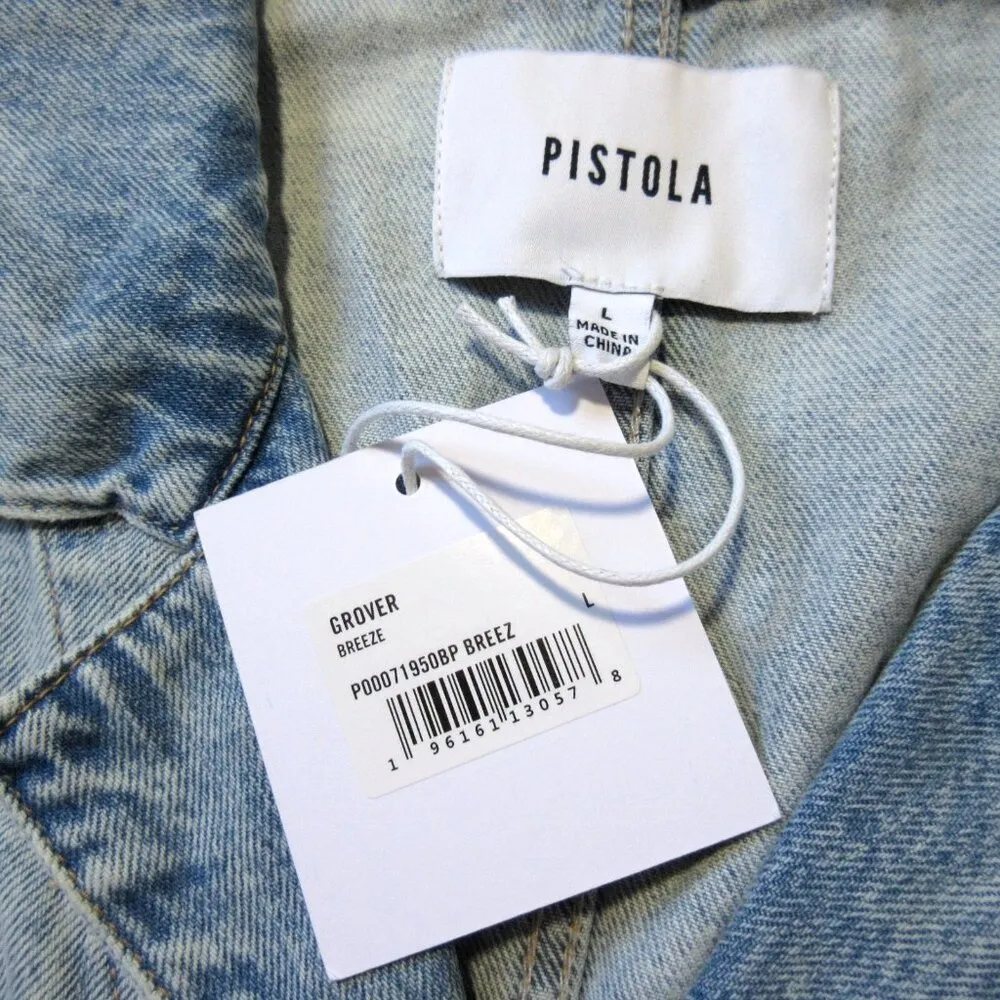 PISTOLA
L
MADE IN
CHINA
GROVER
BREEZE
L
P00071950BP BREEZ
1 96161 13057 8